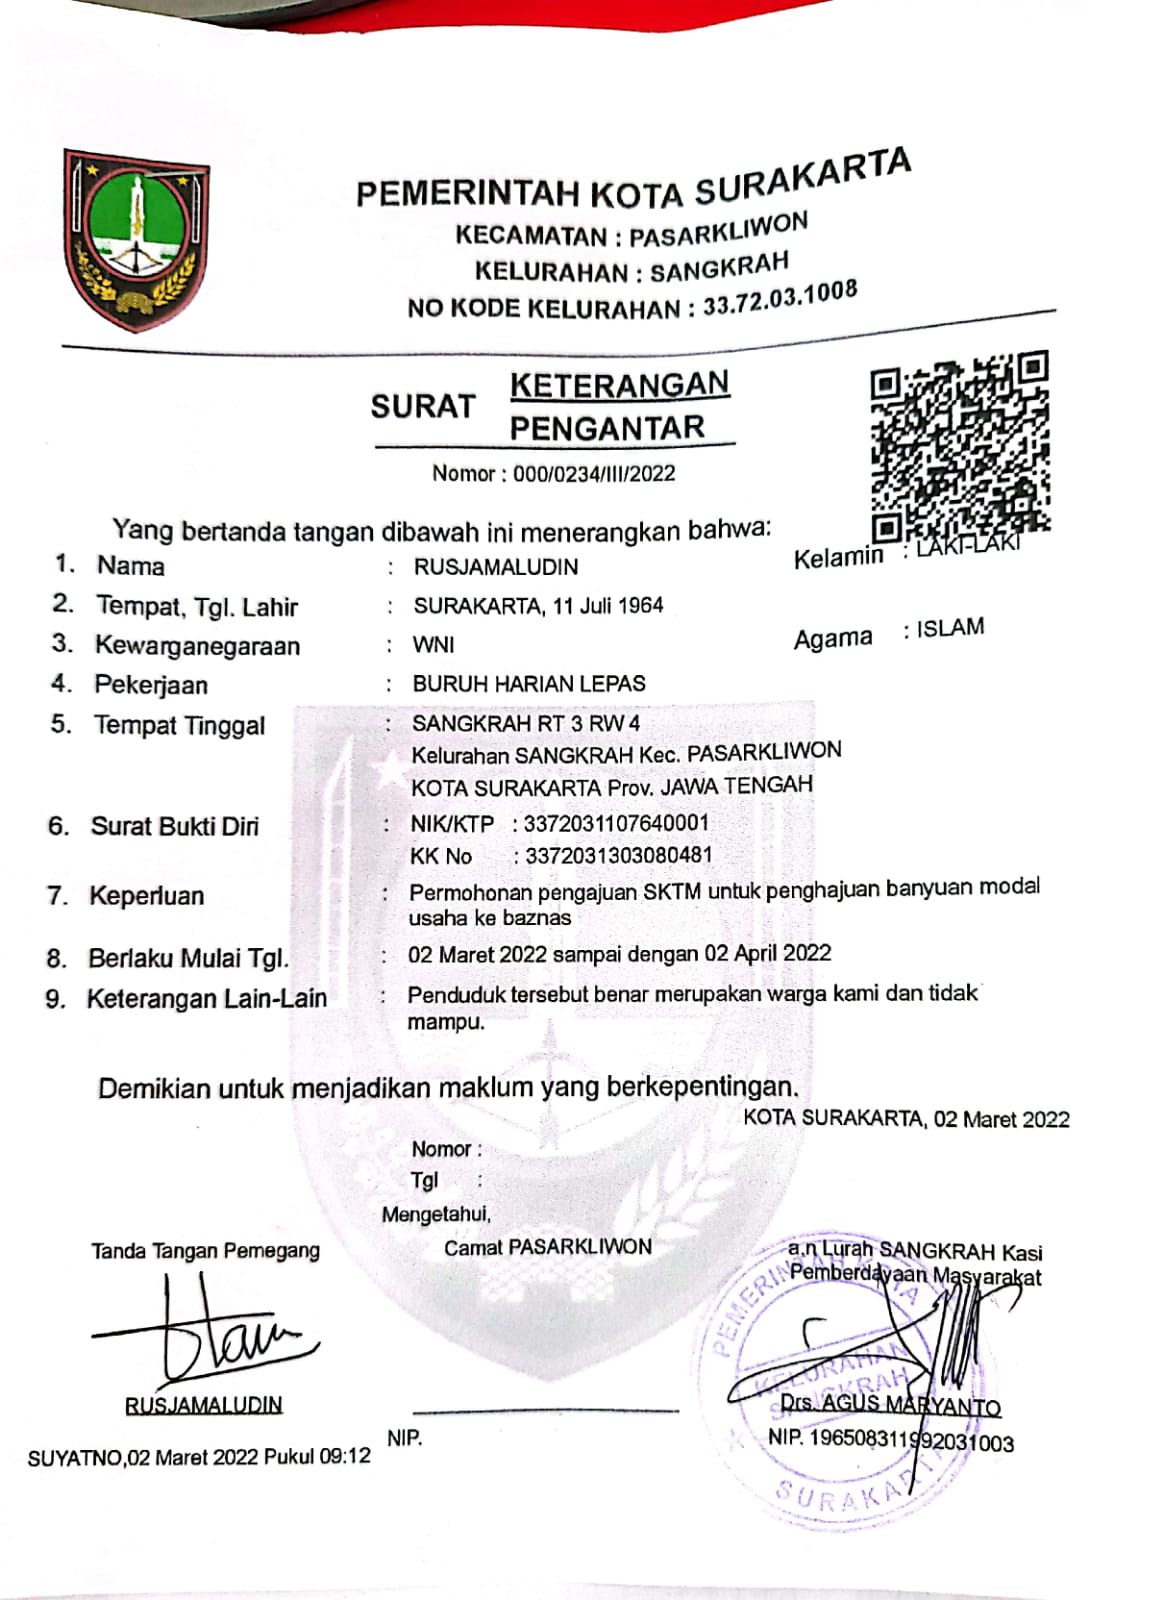 PEMERINTAH KOTA SURAKARTA
KECAMATAN : PASARKLIWON
KELURAHAN : SANGKRAH
NO KODE KELURAHAN : 33.72.03.1008
SURAT KETERANGAN
PENGANTAR
Nomor : 000/0234/III/2022
Yang bertanda tangan dibawah ini menerangkan bahwa:
1. Nama : RUSJAMALUDIN Kelamin : LAKI-LAKI
2. Tempat, Tgl. Lahir : SURAKARTA, 11 Juli 1964
3. Kewarganegaraan : WNI Agama : ISLAM
4. Pekerjaan : BURUH HARIAN LEPAS
5. Tempat Tinggal : SANGKRAH RT 3 RW 4
Kelurahan SANGKRAH Kec. PASARKLIWON
KOTA SURAKARTA Prov. JAWA TENGAH
6. Surat Bukti Diri : NIK/KTP : 3372031107640001
KK No : 3372031303080481
7. Keperluan : Permohonan pengajuan SKTM untuk penghajuan banyuan modal
usaha ke baznas
8. Berlaku Mulai Tgl. : 02 Maret 2022 sampai dengan 02 April 2022
9. Keterangan Lain-Lain : Penduduk tersebut benar merupakan warga kami dan tidak
mampu.
Demikian untuk menjadikan maklum yang berkepentingan.
KOTA SURAKARTA, 02 Maret 2022
Nomor :
Tgl :
Mengetahui,
Tanda Tangan Pemegang
Camat PASARKLIWON
a.n Lurah SANGKRAH Kasi
Pemberdayaan Masyarakat
PEMERINTAH KOTA
KELURAHAN
SANGKRAH
SURAKARTA
RUSJAMALUDIN
Drs. AGUS MARYANTO
NIP.
NIP. 196508311992031003
SUYATNO,02 Maret 2022 Pukul 09:12